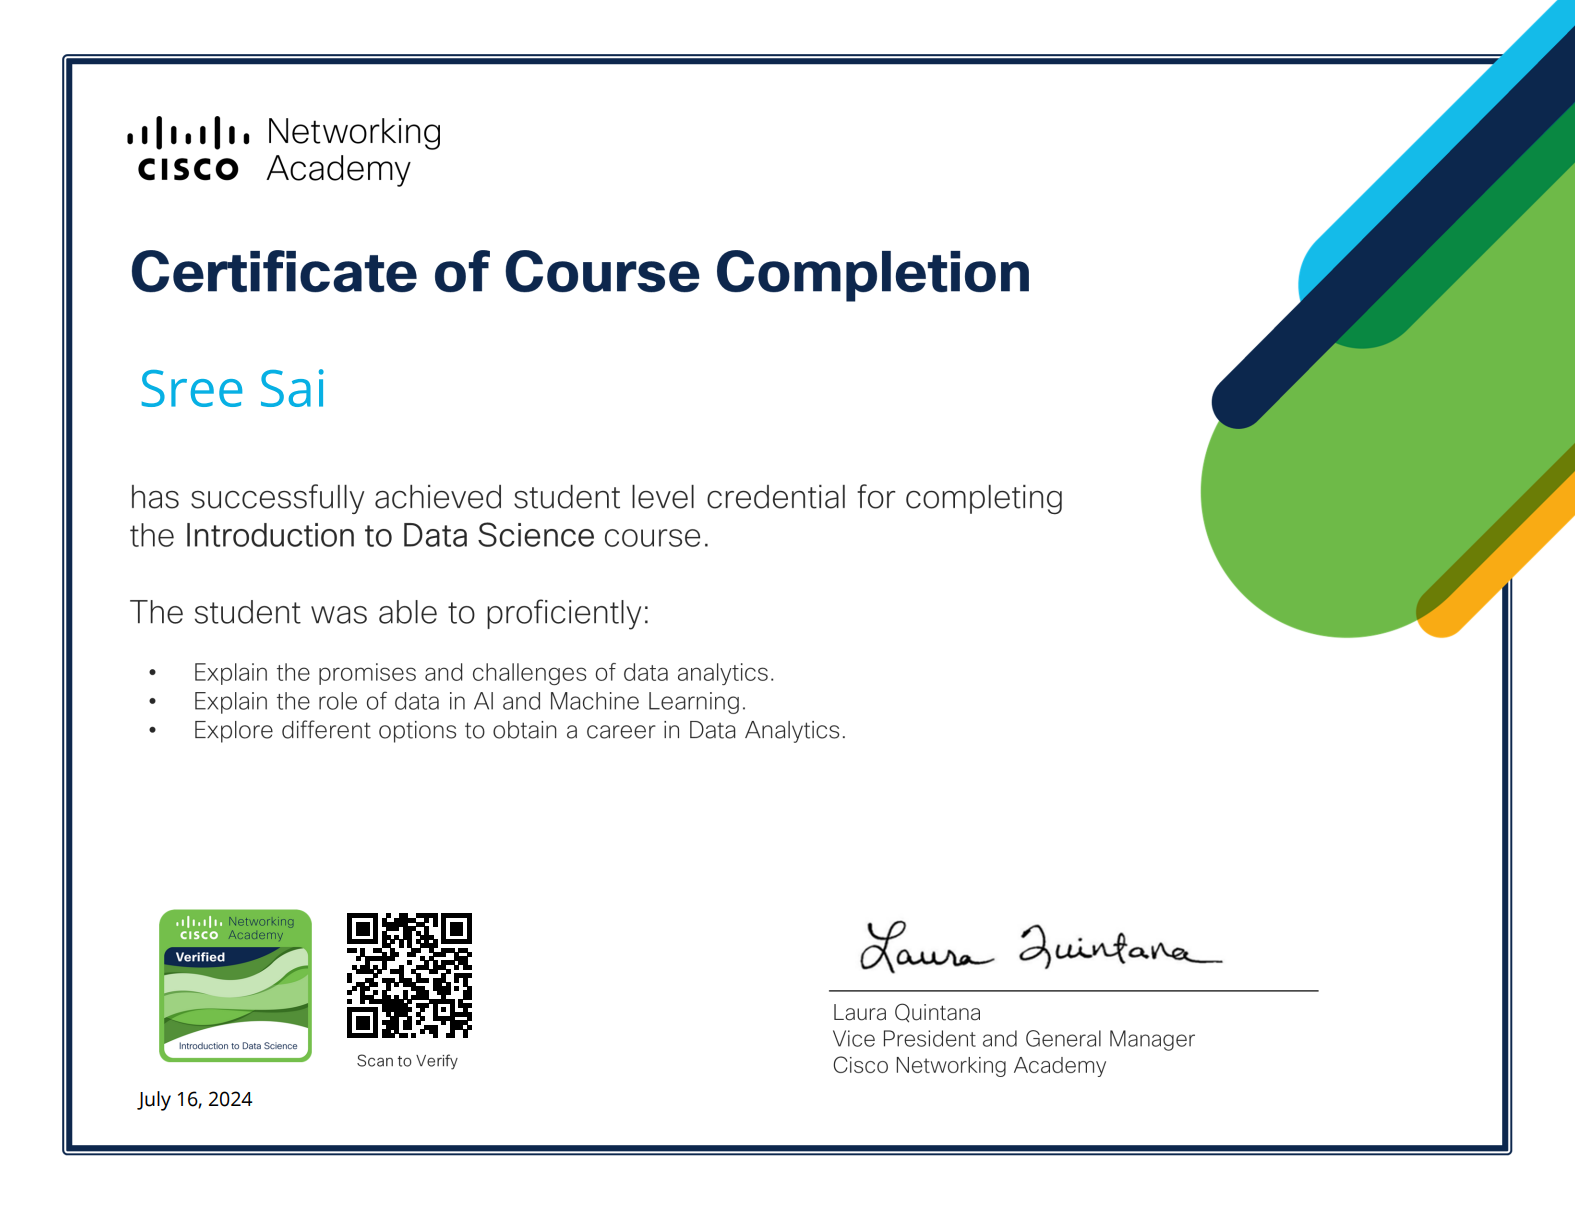 CISCO Networking Academy
Certificate of Course Completion
Sree Sai
has successfully achieved student level credential for completing
the Introduction to Data Science course.
The student was able to proficiently:
• Explain the promises and challenges of data analytics.
• Explain the role of data in AI and Machine Learning.
• Explore different options to obtain a career in Data Analytics.
CISCO Networking Academy
Verified
Introduction to Data Science
Scan to Verify
July 16, 2024
Laura Quintana
Laura Quintana
Vice President and General Manager
Cisco Networking Academy